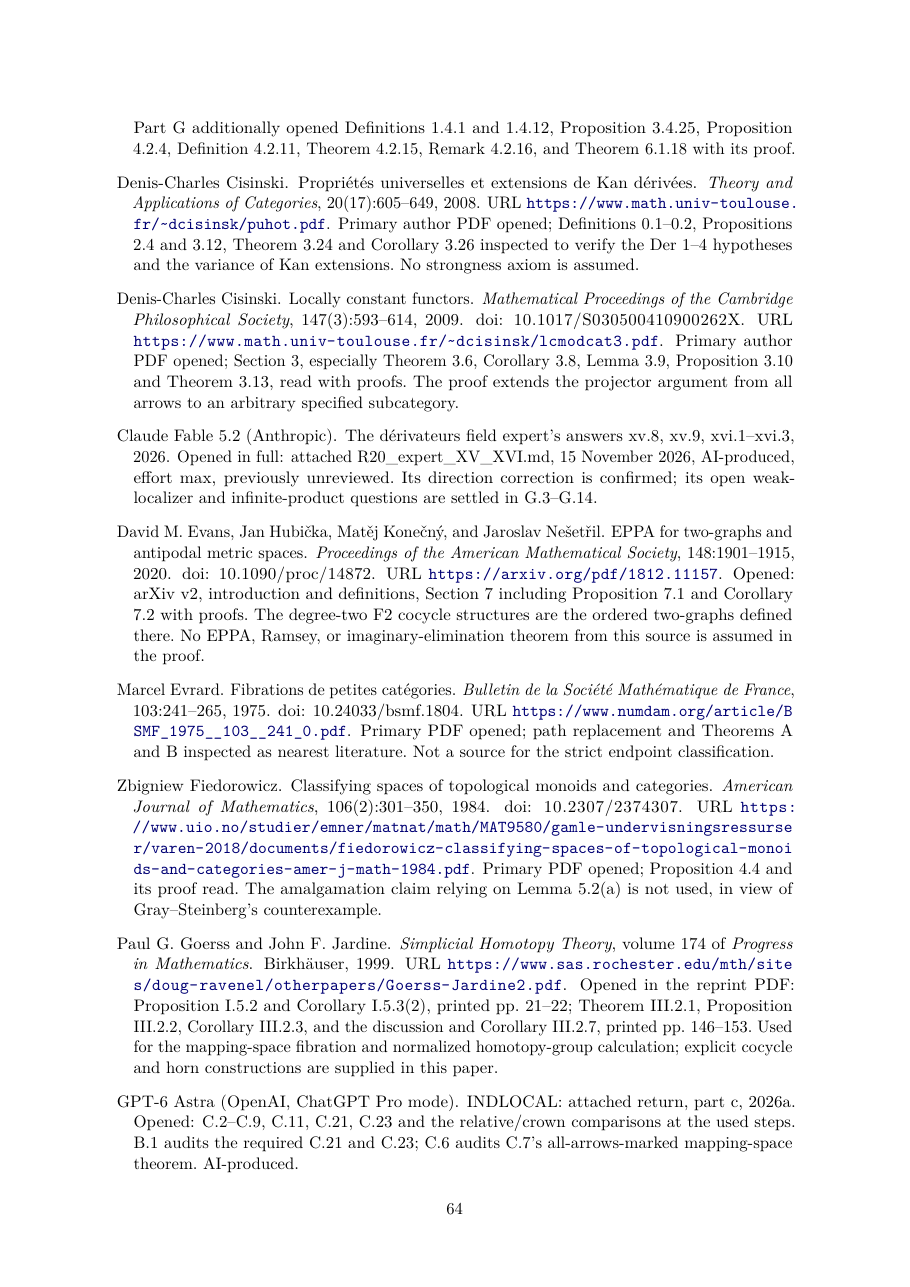 Part G additionally opened Definitions 1.4.1 and 1.4.12, Proposition 3.4.25, Proposition
4.2.4, Definition 4.2.11, Theorem 4.2.15, Remark 4.2.16, and Theorem 6.1.18 with its proof.
Denis-Charles Cisinski. Propriétés universelles et extensions de Kan dérivées. Theory and
Applications of Categories, 20(17):605–649, 2008. URL https://www.math.univ-toulouse.
fr/~dcisinsk/puhot.pdf. Primary author PDF opened; Definitions 0.1–0.2, Propositions
2.4 and 3.12, Theorem 3.24 and Corollary 3.26 inspected to verify the Der 1–4 hypotheses
and the variance of Kan extensions. No strongness axiom is assumed.
Denis-Charles Cisinski. Locally constant functors. Mathematical Proceedings of the Cambridge
Philosophical Society, 147(3):593–614, 2009. doi: 10.1017/S030500410900262X. URL
https://www.math.univ-toulouse.fr/~dcisinsk/lcmodcat3.pdf. Primary author
PDF opened; Section 3, especially Theorem 3.6, Corollary 3.8, Lemma 3.9, Proposition 3.10
and Theorem 3.13, read with proofs. The proof extends the projector argument from all
arrows to an arbitrary specified subcategory.
Claude Fable 5.2 (Anthropic). The dérivateurs field expert's answers xv.8, xv.9, xvi.1–xvi.3,
2026. Opened in full: attached R20_expert_XV_XVI.md, 15 November 2026, AI-produced,
effort max, previously unreviewed. Its direction correction is confirmed; its open weak-
localizer and infinite-product questions are settled in G.3–G.14.
David M. Evans, Jan Hubička, Matěj Konečný, and Jaroslav Nešetřil. EPPA for two-graphs and
antipodal metric spaces. Proceedings of the American Mathematical Society, 148:1901–1915,
2020. doi: 10.1090/proc/14872. URL https://arxiv.org/pdf/1812.11157. Opened:
arXiv v2, introduction and definitions, Section 7 including Proposition 7.1 and Corollary
7.2 with proofs. The degree-two F2 cocycle structures are the ordered two-graphs defined
there. No EPPA, Ramsey, or imaginary-elimination theorem from this source is assumed in
the proof.
Marcel Evrard. Fibrations de petites catégories. Bulletin de la Société Mathématique de France,
103:241–265, 1975. doi: 10.24033/bsmf.1804. URL https://www.numdam.org/article/B
SMF_1975__103__241_0.pdf. Primary PDF opened; path replacement and Theorems A
and B inspected as nearest literature. Not a source for the strict endpoint classification.
Zbigniew Fiedorowicz. Classifying spaces of topological monoids and categories. American
Journal of Mathematics, 106(2):301–350, 1984. doi: 10.2307/2374307. URL https:
//www.uio.no/studier/emner/matnat/math/MAT9580/gamle-undervisningsressurse
r/varen-2018/documents/fiedorowicz-classifying-spaces-of-topological-monoi
ds-and-categories-amer-j-math-1984.pdf. Primary PDF opened; Proposition 4.4 and
its proof read. The amalgamation claim relying on Lemma 5.2(a) is not used, in view of
Gray–Steinberg's counterexample.
Paul G. Goerss and John F. Jardine. Simplicial Homotopy Theory, volume 174 of Progress
in Mathematics. Birkhäuser, 1999. URL https://www.sas.rochester.edu/mth/site
s/doug-ravenel/otherpapers/Goerss-Jardine2.pdf. Opened in the reprint PDF:
Proposition I.5.2 and Corollary I.5.3(2), printed pp. 21–22; Theorem III.2.1, Proposition
III.2.2, Corollary III.2.3, and the discussion and Corollary III.2.7, printed pp. 146–153. Used
for the mapping-space fibration and normalized homotopy-group calculation; explicit cocycle
and horn constructions are supplied in this paper.
GPT-6 Astra (OpenAI, ChatGPT Pro mode). INDLOCAL: attached return, part c, 2026a.
Opened: C.2–C.9, C.11, C.21, C.23 and the relative/crown comparisons at the used steps.
B.1 audits the required C.21 and C.23; C.6 audits C.7's all-arrows-marked mapping-space
theorem. AI-produced.
64